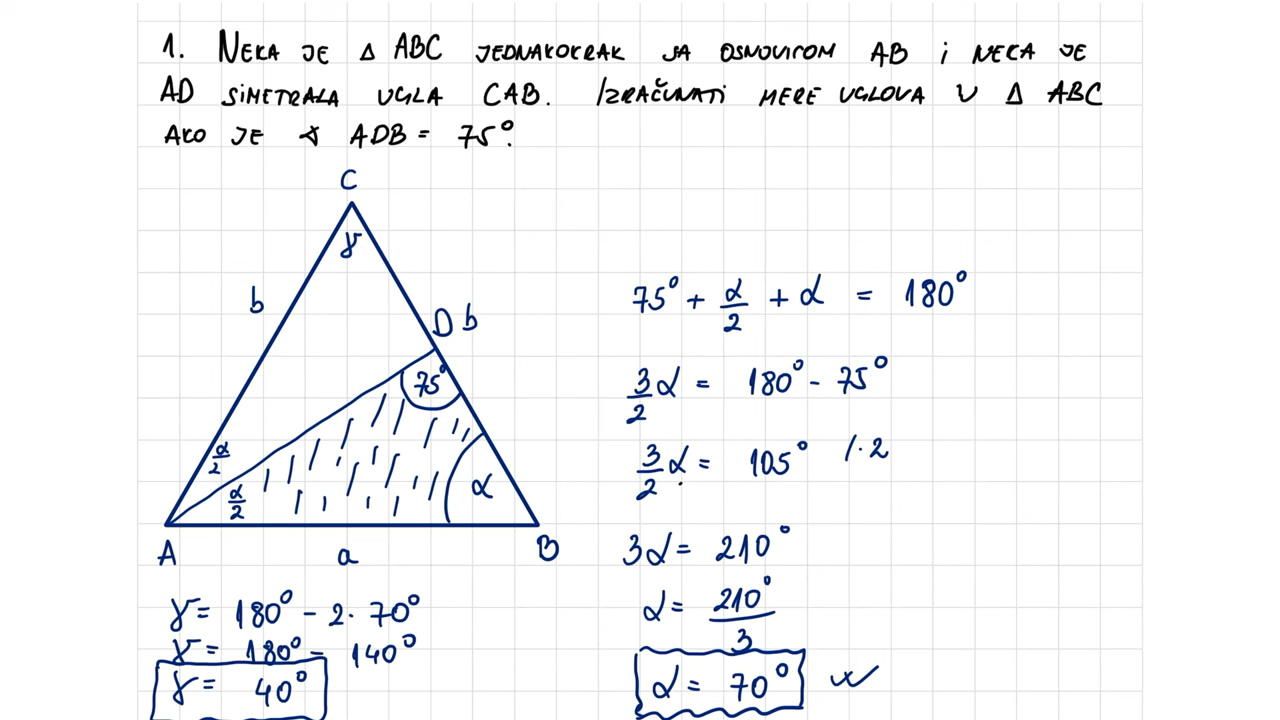 1. NEKA JE Δ ABC JEDNAKOKRAK SA OSNOVICOM AB i NEKA JE
AD SiMETRALA UGLA CAB. IZRAČUNATi MERE UGLOVA U Δ ABC
AKO JE ∢ ADB = 75°.
C
γ
b
D b
75°
α/2
α/2
α
A
a
B
75° + α/2 + α = 180°
3/2 α = 180° - 75°
3/2 α = 105° /·2
3α = 210°
α = 210°/3
α = 70°
γ = 180° - 2·70°
γ = 180° - 140°
γ = 40°